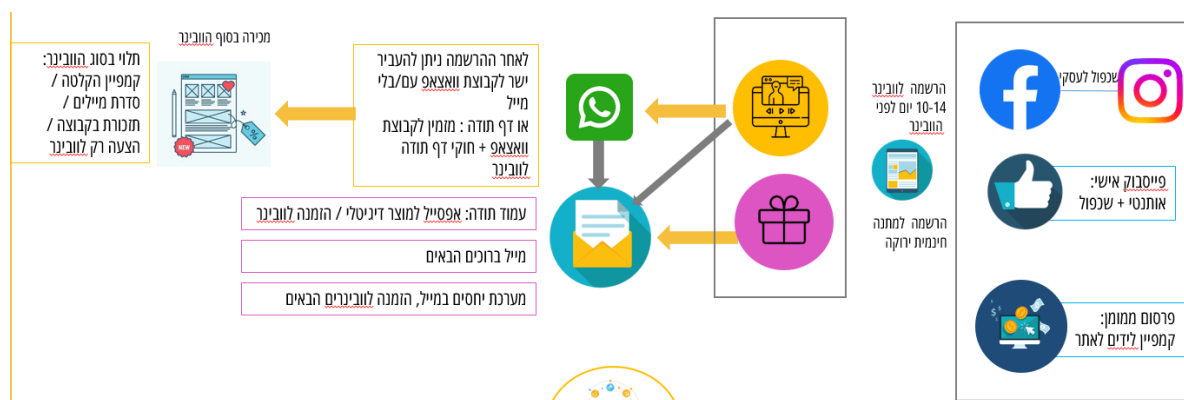 שכפול לעסקי
פייסבוק אישי:
אותנטי + שכפול
פרסום ממומן:
קמפיין לידים לאתר
הרשמה לוובינר
10-14 יום לפני
הוובינר
הרשמה למתנה
חינמית ירוקה
לאחר ההרשמה ניתן להעביר
ישר לקבוצת וואצאפ עם/בלי
מייל
או דף תודה : מזמין לקבוצת
וואצאפ + חוקי דף תודה
לוובינר
עמוד תודה: אפסייל למוצר דיגיטלי / הזמנה לוובינר
מייל ברוכים הבאים
מערכת יחסים במייל, הזמנה לוובינרים הבאים
מכירה בסוף הוובינר
NEW
%
תלוי בסוג הוובינר:
קמפיין הקלטה /
סדרת מיילים /
תזכורת בקבוצה /
הצעה רק לוובינר